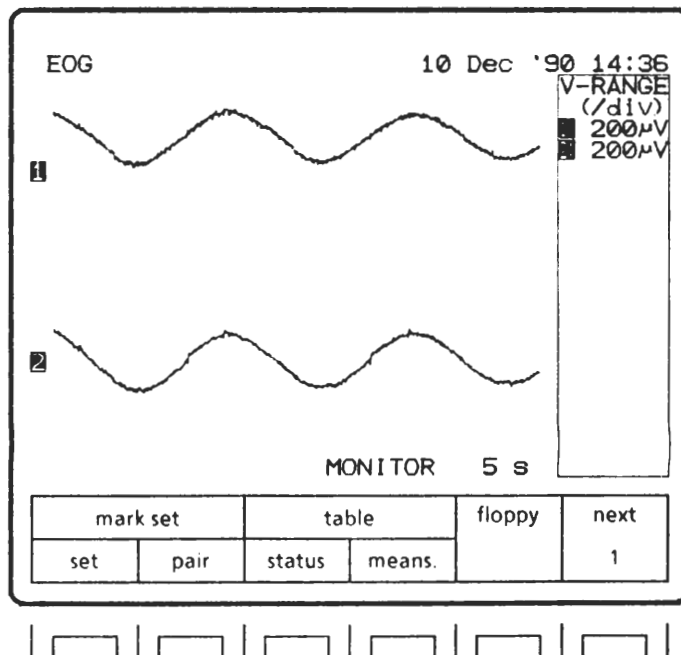 EOG 10 Dec '90 14:36
V-RANGE
(/div)
1 200μV
2 200μV
1
2
MONITOR 5 s
mark set table floppy next
set pair status means. 1